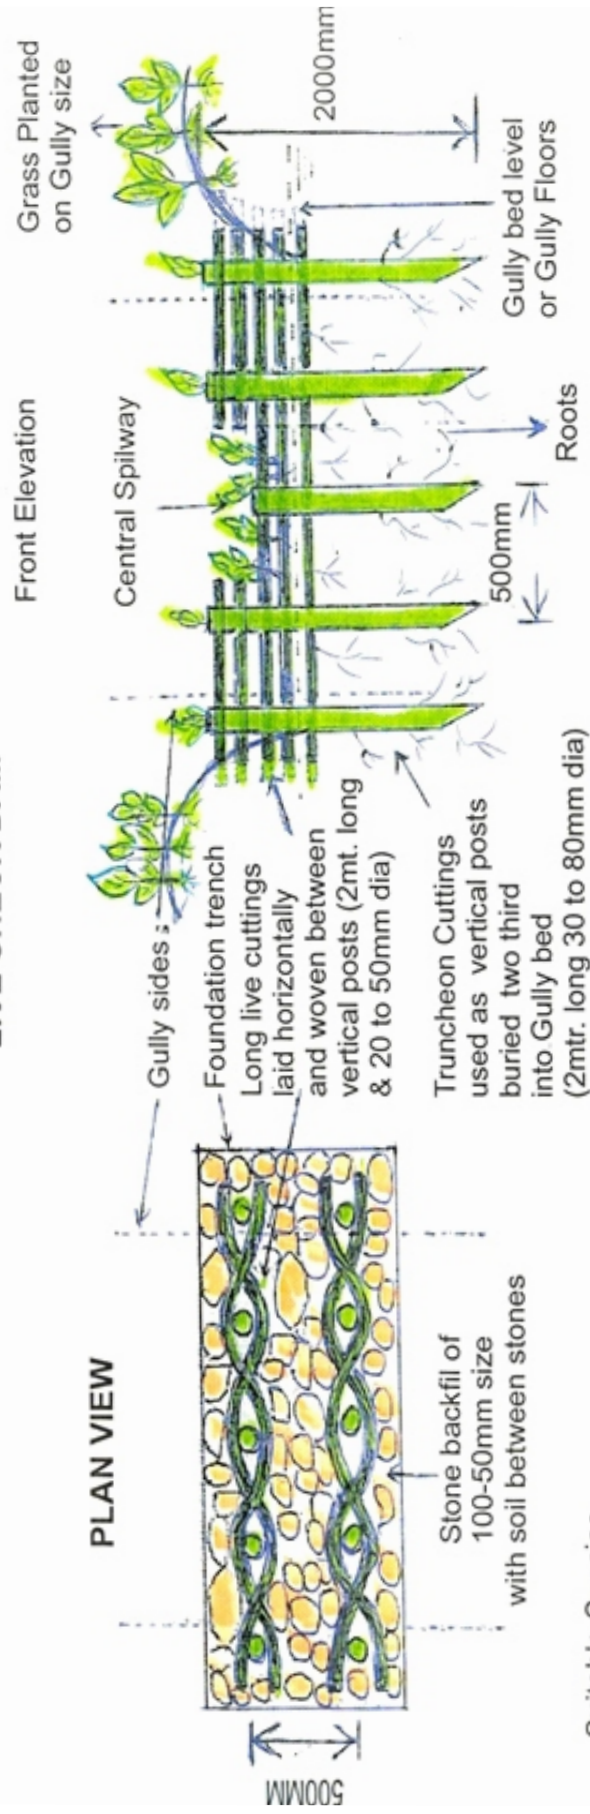 Front Elevation
Grass Planted
on Gully size
Central Spilway
2000mm
Gully sides :
Foundation trench
Long live cuttings
laid horizontally
and woven between
vertical posts (2mt. long
& 20 to 50mm dia)
Truncheon Cuttings
used as vertical posts
buried two third
into Gully bed
(2mtr. long 30 to 80mm dia)
500mm
Roots
Gully bed level
or Gully Floors
PLAN VIEW
500MM
Stone backfil of
100-50mm size
with soil between stones